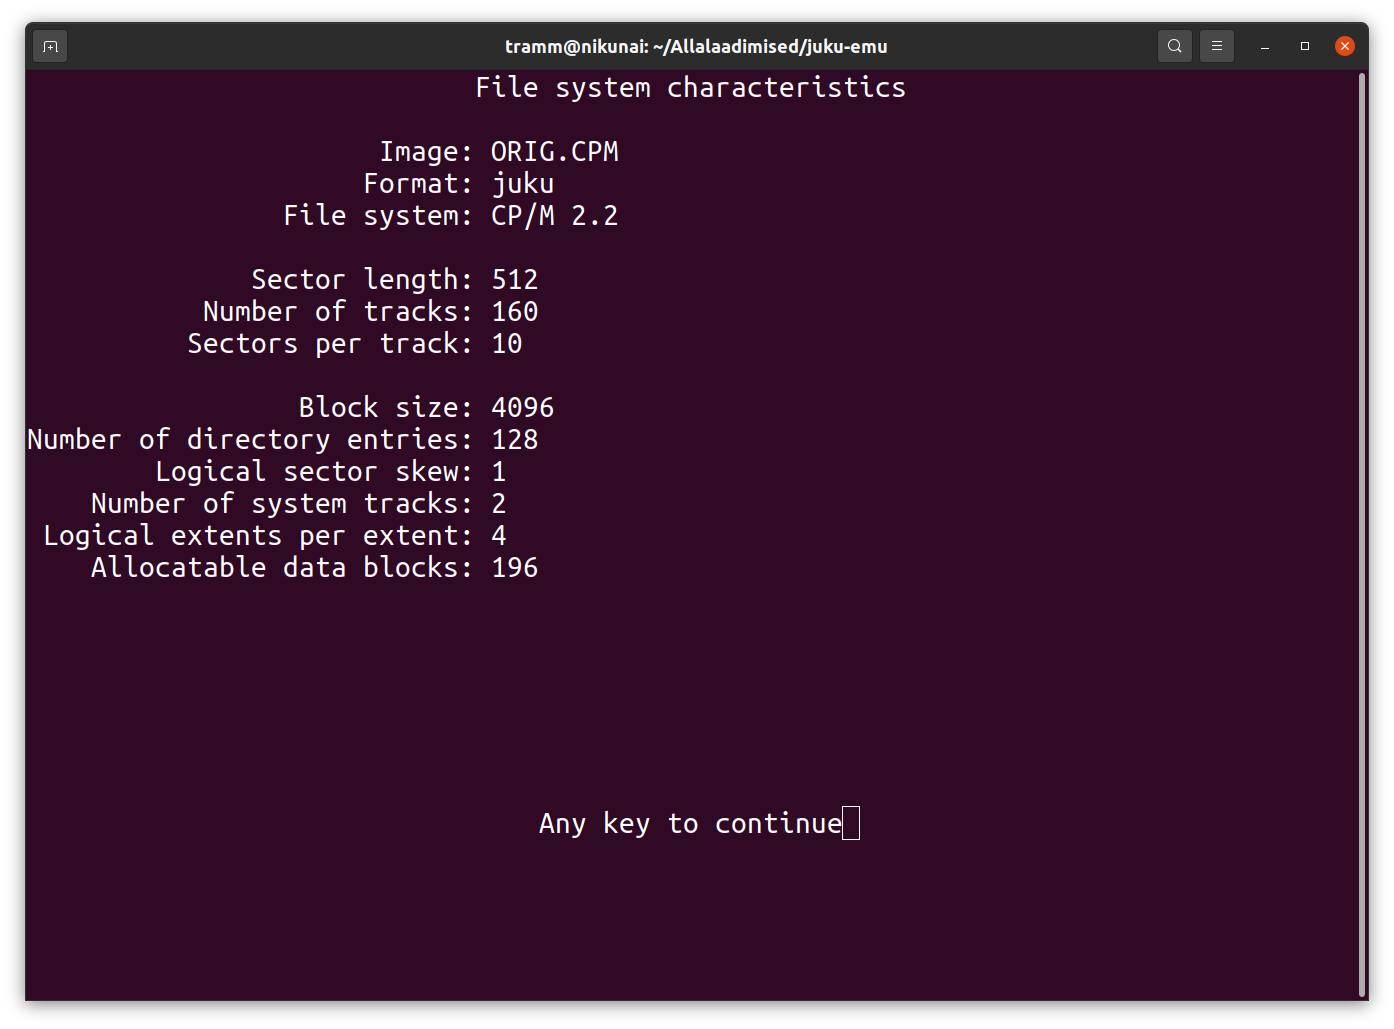 tramm@nikunai: ~/Allalaadimised/juku-emu
File system characteristics
Image: ORIG.CPM
Format: juku
File system: CP/M 2.2
Sector length: 512
Number of tracks: 160
Sectors per track: 10
Block size: 4096
Number of directory entries: 128
Logical sector skew: 1
Number of system tracks: 2
Logical extents per extent: 4
Allocatable data blocks: 196
Any key to continue